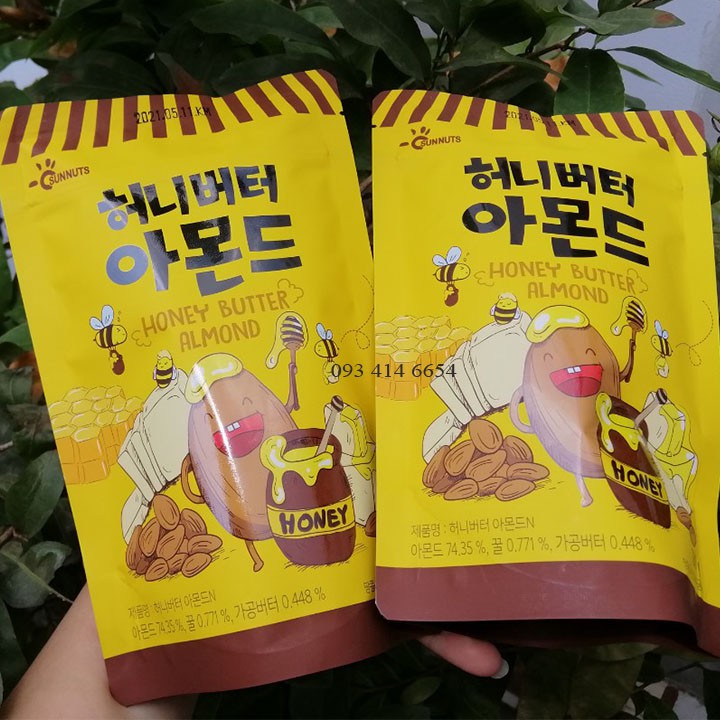 2021.05.11.KM
SUNNUTS
허니버터
아몬드
HONEY BUTTER
ALMOND
HONEY
제품명 : 허니버터 아몬드N
아몬드 74.35 %, 꿀 0.771 %, 가공버터 0.448 %
093 414 6654
SUNNUTS
허니버터
아몬드
HONEY BUTTER
ALMOND
HONEY
제품명 : 허니버터 아몬드N
아몬드 74.35 %, 꿀 0.771 %, 가공버터 0.448 %